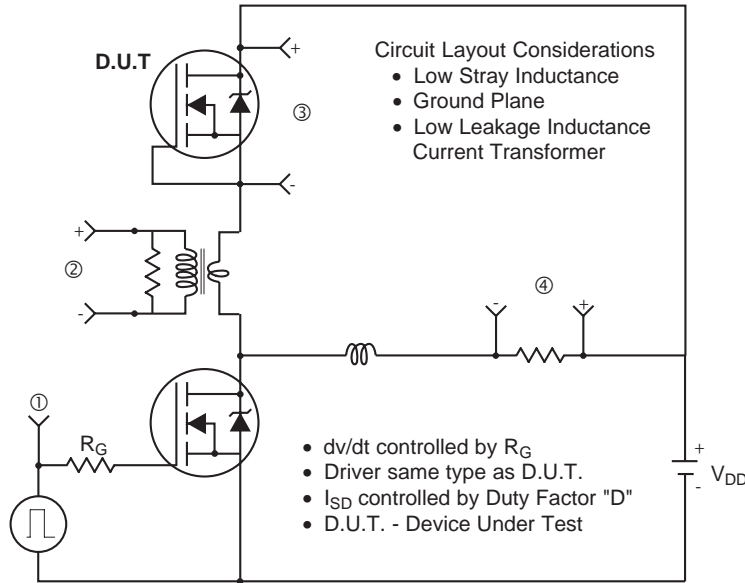 D.U.T
+
Circuit Layout Considerations
• Low Stray Inductance
③
• Ground Plane
• Low Leakage Inductance
Current Transformer
-
+
②
-
④
-
+
①
R_G
• dv/dt controlled by R_G
• Driver same type as D.U.T.
• I_SD controlled by Duty Factor "D"
• D.U.T. - Device Under Test
+
V_DD
-